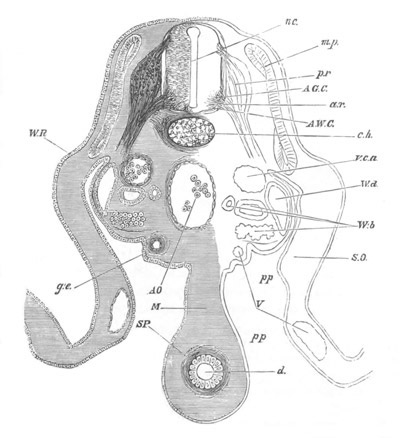 n.c.
m.p.
p.r
A.G.C.
a.r.
A.W.C.
c.h.
W.R
v.c.a
W.d.
W.b
S.O.
g.e.
AO
M
V
pp
SP.
pp
d.